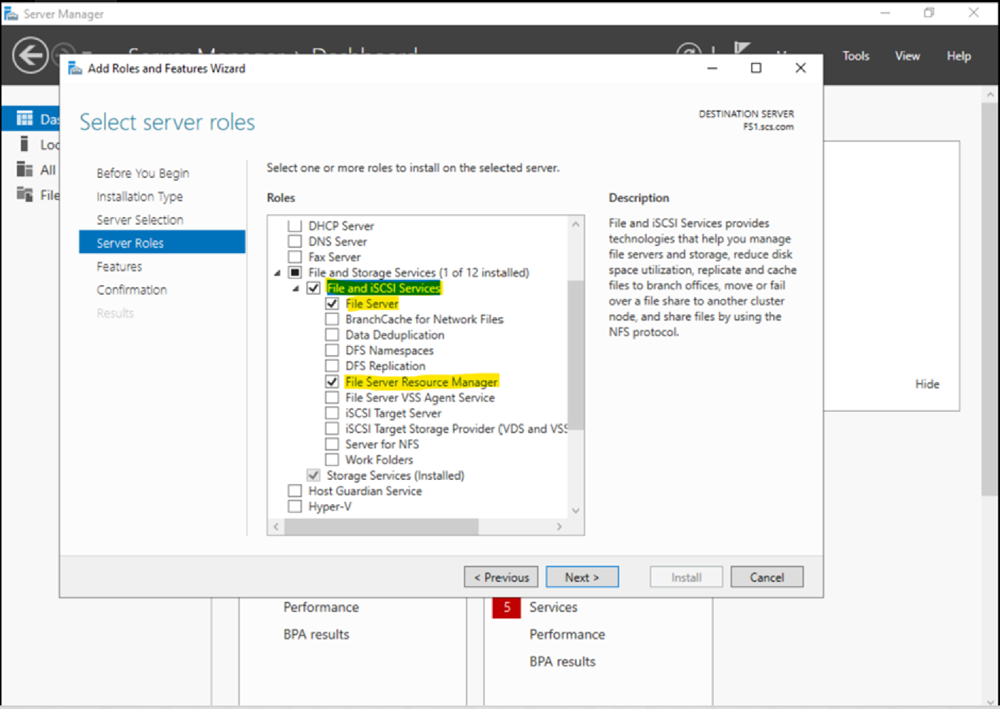 Server Manager
Tools
View
Help
Add Roles and Features Wizard
Select server roles
DESTINATION SERVER
FS1.scs.com
Before You Begin
Installation Type
Server Selection
Server Roles
Features
Confirmation
Results
Select one or more roles to install on the selected server.
Roles
DHCP Server
DNS Server
Fax Server
File and Storage Services (1 of 12 installed)
File and iSCSI Services
File Server
BranchCache for Network Files
Data Deduplication
DFS Namespaces
DFS Replication
File Server Resource Manager
File Server VSS Agent Service
iSCSI Target Server
iSCSI Target Storage Provider (VDS and VSS
Server for NFS
Work Folders
Storage Services (Installed)
Host Guardian Service
Hyper-V
Description
File and iSCSI Services provides
technologies that help you manage
file servers and storage, reduce disk
space utilization, replicate and cache
files to branch offices, move or fail
over a file share to another cluster
node, and share files by using the
NFS protocol.
< Previous
Next >
Install
Cancel
Das
Loc
All
File
Hide
Performance
BPA results
5 Services
Performance
BPA results